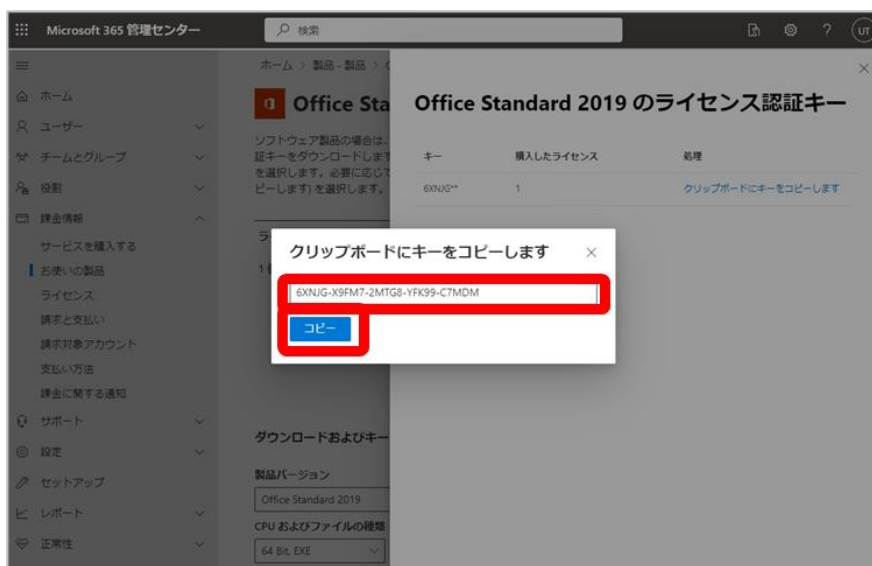 Microsoft 365 管理センター
検索
UT
ホーム > 製品 - 製品 >
ホーム
ユーザー
チームとグループ
役割
課金情報
サービスを購入する
お使いの製品
ライセンス
請求と支払い
請求対象アカウント
支払い方法
課金に関する通知
サポート
設定
セットアップ
レポート
正常性
Office Sta
ソフトウェア製品の場合は、
証キーをダウンロードします
を選択します。必要に応じて
ピーします) を選択します。
ダウンロードおよびキー
製品バージョン
Office Standard 2019
CPU およびファイルの種類
64 Bit, EXE
Office Standard 2019 のライセンス認証キー
キー 購入したライセンス 処理
6XNJG** 1 クリップボードにキーをコピーします
クリップボードにキーをコピーします
6XNJG-X9FM7-2MTG8-YFK99-C7MDM
コピー